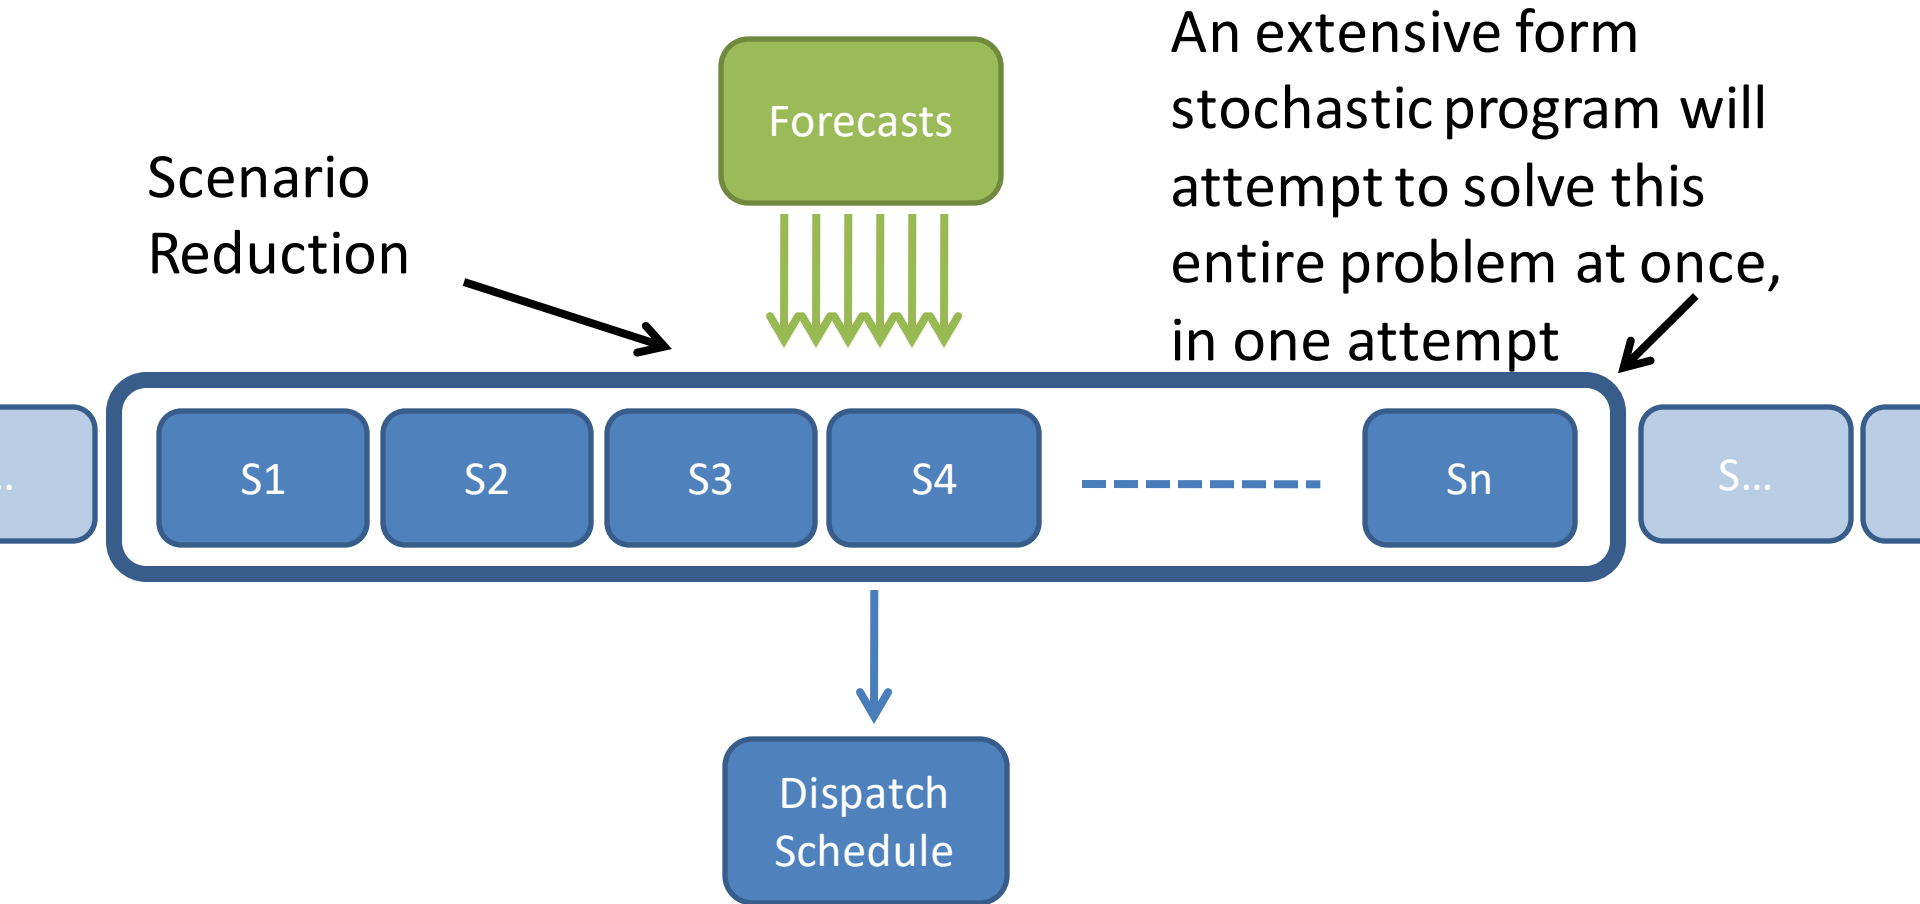 An extensive form
stochastic program will
attempt to solve this
entire problem at once,
in one attempt
Forecasts
Scenario
Reduction
..
S1
S2
S3
S4
Sn
S...
Dispatch
Schedule